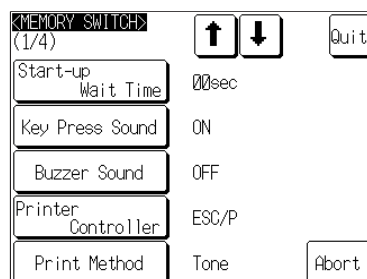 <MEMORY SWITCH>
(1/4)
Quit
Start-up
Wait Time
00sec
Key Press Sound
ON
Buzzer Sound
OFF
Printer
Controller
ESC/P
Print Method
Tone
Abort